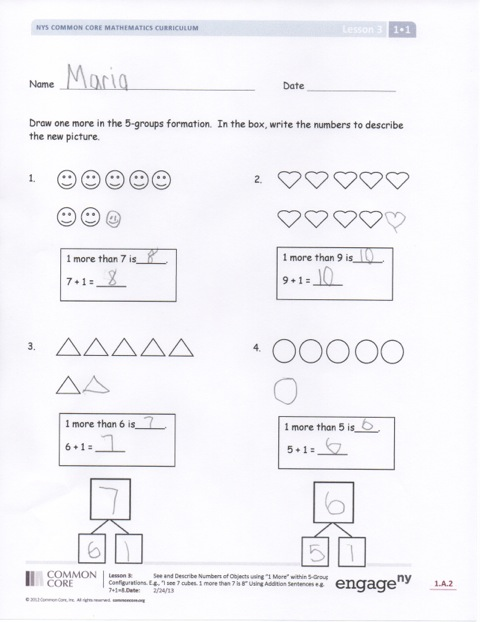 NYS COMMON CORE MATHEMATICS CURRICULUM Lesson 3 1•1
Name Maria Date
Draw one more in the 5-groups formation. In the box, write the numbers to describe
the new picture.
1. 2.
1 more than 7 is 8.
7 + 1 = 8
1 more than 9 is 10.
9 + 1 = 10
3. 4.
1 more than 6 is 7.
6 + 1 = 7
1 more than 5 is 6.
5 + 1 = 6
7
6 1
6
5 1
COMMON
CORE
Lesson 3: See and Describe Numbers of Objects using "1 More" within 5-Group
Configurations. E.g., "I see 7 cubes. 1 more than 7 is 8" Using Addition Sentences e.g.
7+1=8.Date: 2/24/13
engage ny
1.A.2
© 2012 Common Core, Inc. All rights reserved. commoncore.org